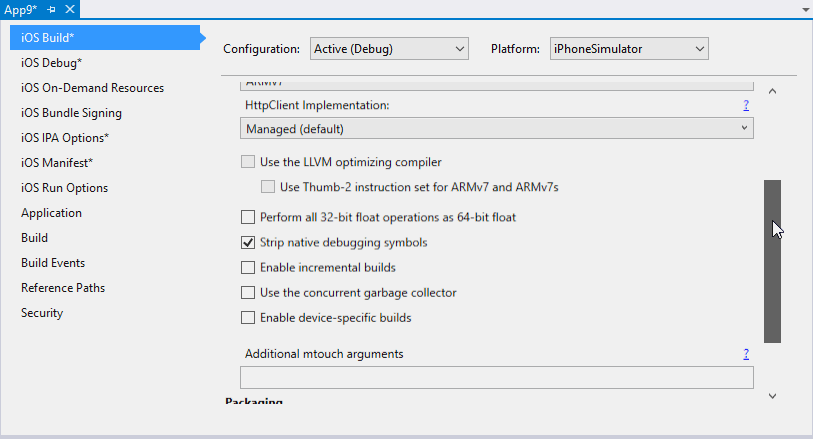 App9*
iOS Build*
iOS Debug*
iOS On-Demand Resources
iOS Bundle Signing
iOS IPA Options*
iOS Manifest*
iOS Run Options
Application
Build
Build Events
Reference Paths
Security
Configuration: Active (Debug) Platform: iPhoneSimulator
ARMv7
HttpClient Implementation: ?
Managed (default)
Use the LLVM optimizing compiler
Use Thumb-2 instruction set for ARMv7 and ARMv7s
Perform all 32-bit float operations as 64-bit float
Strip native debugging symbols
Enable incremental builds
Use the concurrent garbage collector
Enable device-specific builds
Additional mtouch arguments ?
Packaging